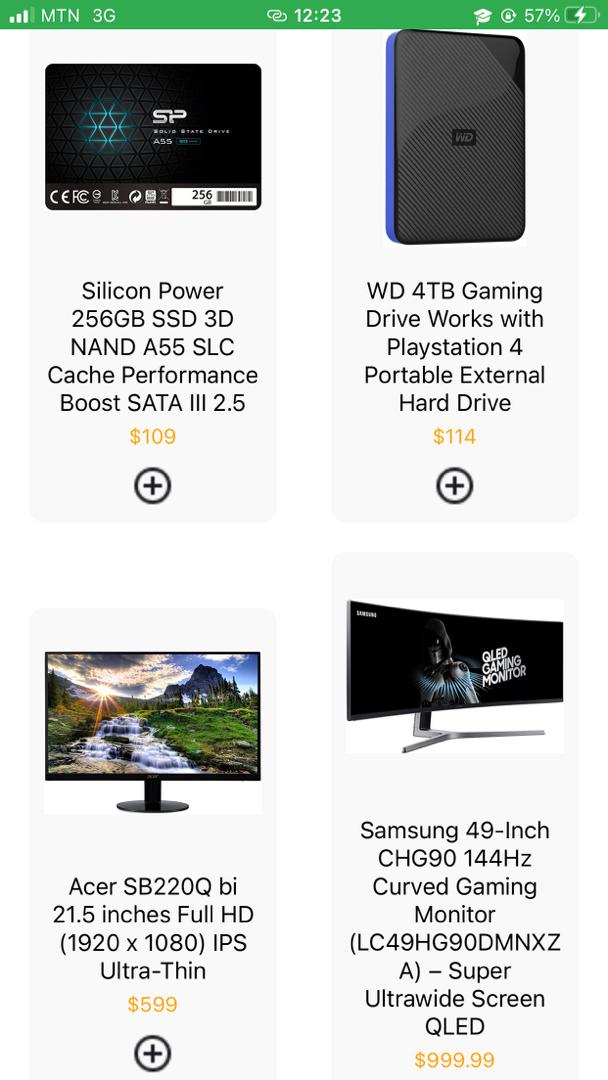 MTN 3G 12:23 57%
SP
SOLID STATE DRIVE
A55
256
GB
WD
Silicon Power
256GB SSD 3D
NAND A55 SLC
Cache Performance
Boost SATA III 2.5
$109
WD 4TB Gaming
Drive Works with
Playstation 4
Portable External
Hard Drive
$114
acer
Acer SB220Q bi
21.5 inches Full HD
(1920 x 1080) IPS
Ultra-Thin
$599
SAMSUNG
QLED
GAMING
MONITOR
Samsung 49-Inch
CHG90 144Hz
Curved Gaming
Monitor
(LC49HG90DMNXZ
A) – Super
Ultrawide Screen
QLED
$999.99